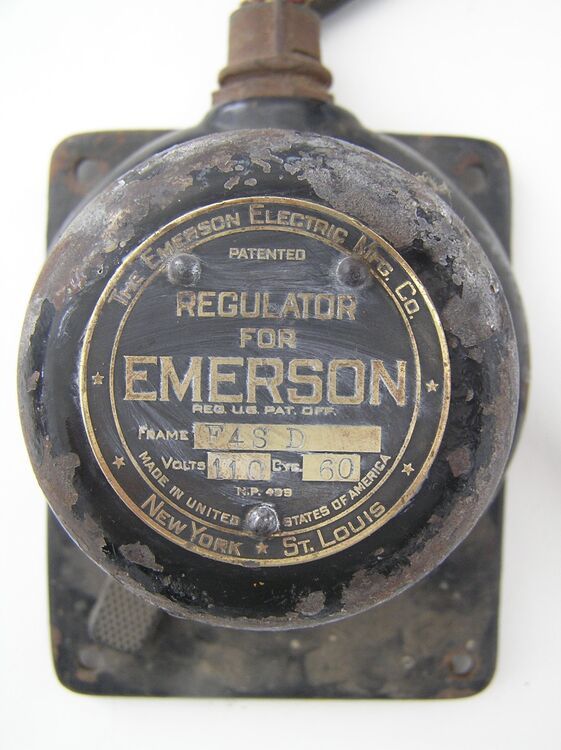 THE EMERSON ELECTRIC MFG. CO.
PATENTED
REGULATOR
FOR
EMERSON
REG. U.S. PAT. OFF.
FRAME F4S D
VOLTS 110 CYS. 60
N.P. 499
MADE IN UNITED STATES OF AMERICA
NEW YORK ★ ST. LOUIS